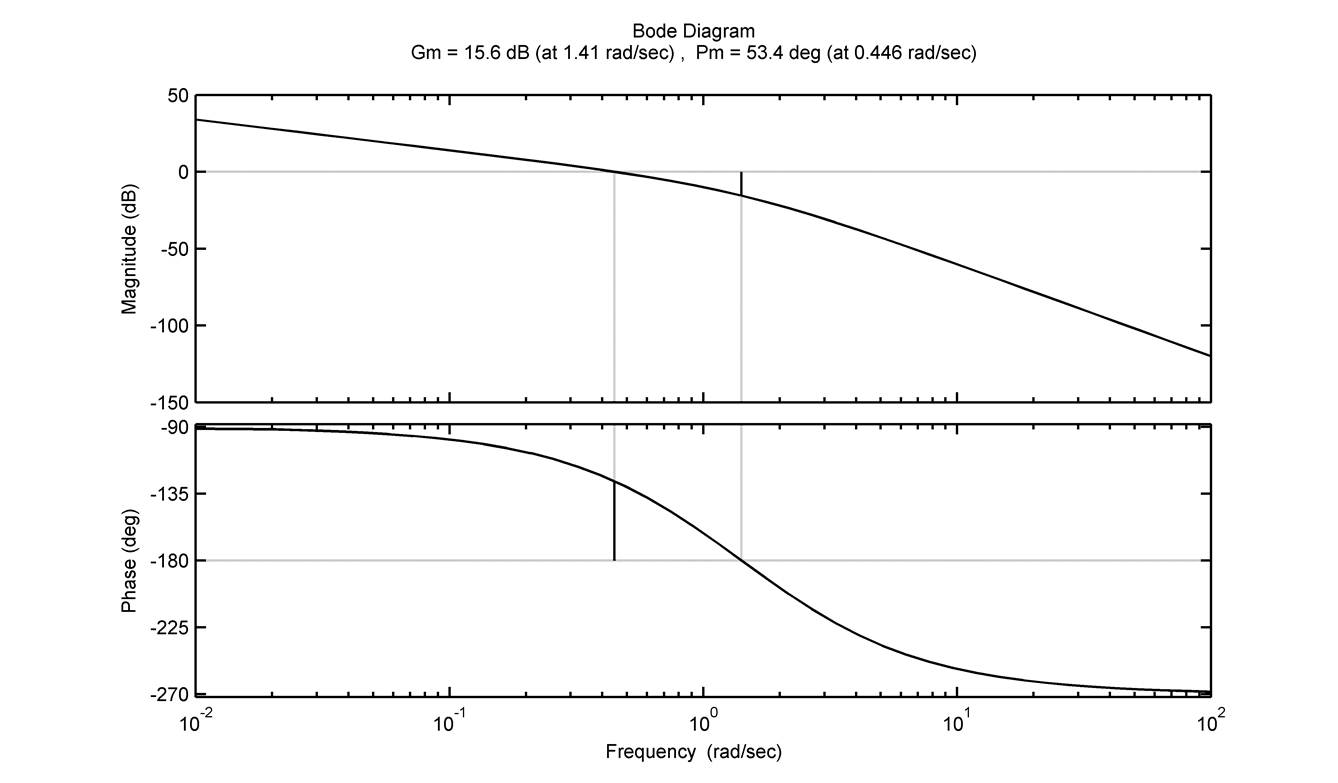 Bode Diagram
Gm = 15.6 dB (at 1.41 rad/sec) ,  Pm = 53.4 deg (at 0.446 rad/sec)
50
0
-50
-100
-150
Magnitude (dB)
-90
-135
-180
-225
-270
Phase (deg)
10^-2 10^-1 10^0 10^1 10^2
Frequency  (rad/sec)